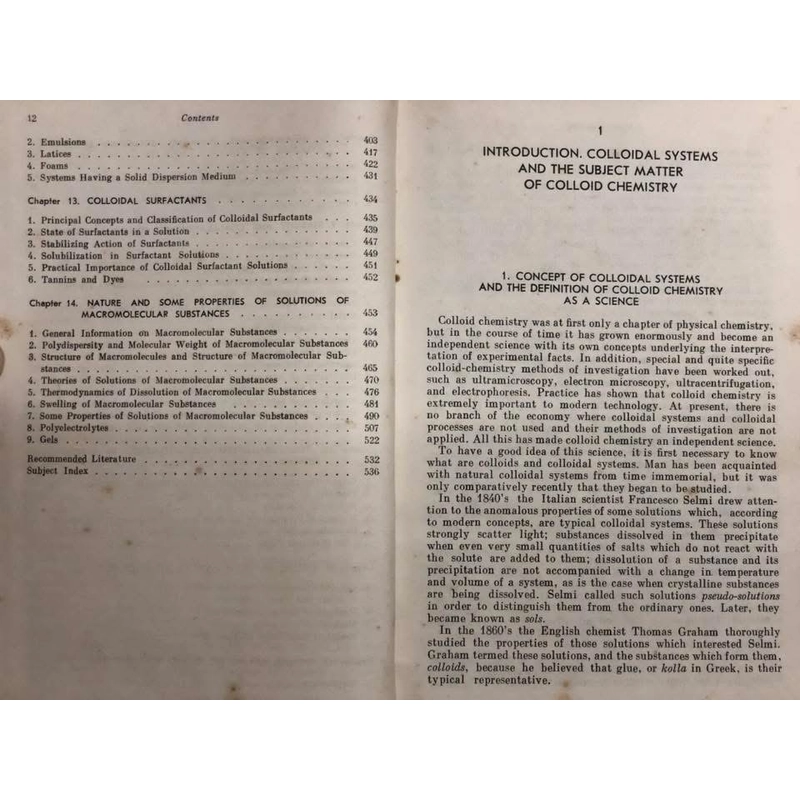 12 Contents
2. Emulsions . . . . . . . . . . . . . . . . . . . . . . . 403
3. Latices . . . . . . . . . . . . . . . . . . . . . . . . 417
4. Foams . . . . . . . . . . . . . . . . . . . . . . . . . 422
5. Systems Having a Solid Dispersion Medium . . . . . . . . . . 431
Chapter 13. COLLOIDAL SURFACTANTS . . . . . . . . . . . . . 434
1. Principal Concepts and Classification of Colloidal Surfactants . . . 435
2. State of Surfactants in a Solution . . . . . . . . . . . . . . 439
3. Stabilizing Action of Surfactants . . . . . . . . . . . . . . 447
4. Solubilization in Surfactant Solutions . . . . . . . . . . . . 449
5. Practical Importance of Colloidal Surfactant Solutions . . . . . . 451
6. Tannins and Dyes . . . . . . . . . . . . . . . . . . . . 452
Chapter 14. NATURE AND SOME PROPERTIES OF SOLUTIONS OF
MACROMOLECULAR SUBSTANCES . . . . . . . . . . 453
1. General Information on Macromolecular Substances . . . . . . . 454
2. Polydispersity and Molecular Weight of Macromolecular Substances 460
3. Structure of Macromolecules and Structure of Macromolecular Sub-
stances . . . . . . . . . . . . . . . . . . . . . . . . 465
4. Theories of Solutions of Macromolecular Substances . . . . . . . 470
5. Thermodynamics of Dissolution of Macromolecular Substances . . . 476
6. Swelling of Macromolecular Substances . . . . . . . . . . . . 484
7. Some Properties of Solutions of Macromolecular Substances . . . . 490
8. Polyelectrolytes . . . . . . . . . . . . . . . . . . . . . 507
9. Gels . . . . . . . . . . . . . . . . . . . . . . . . . . 522
Recommended Literature . . . . . . . . . . . . . . . . . . . 532
Subject Index . . . . . . . . . . . . . . . . . . . . . . . 536
1
INTRODUCTION. COLLOIDAL SYSTEMS
AND THE SUBJECT MATTER
OF COLLOID CHEMISTRY
1. CONCEPT OF COLLOIDAL SYSTEMS
AND THE DEFINITION OF COLLOID CHEMISTRY
AS A SCIENCE
Colloid chemistry was at first only a chapter of physical chemistry,
but in the course of time it has grown enormously and become an
independent science with its own concepts underlying the interpre-
tation of experimental facts. In addition, special and quite specific
colloid-chemistry methods of investigation have been worked out,
such as ultramicroscopy, electron microscopy, ultracentrifugation,
and electrophoresis. Practice has shown that colloid chemistry is
extremely important to modern technology. At present, there is
no branch of the economy where colloidal systems and colloidal
processes are not used and their methods of investigation are not
applied. All this has made colloid chemistry an independent science.
To have a good idea of this science, it is first necessary to know
what are colloids and colloidal systems. Man has been acquainted
with natural colloidal systems from time immemorial, but it was
only comparatively recently that they began to be studied.
In the 1840's the Italian scientist Francesco Selmi drew atten-
tion to the anomalous properties of some solutions which, according
to modern concepts, are typical colloidal systems. These solutions
strongly scatter light; substances dissolved in them precipitate
when even very small quantities of salts which do not react with
the solute are added to them; dissolution of a substance and its
precipitation are not accompanied with a change in temperature
and volume of a system, as is the case when crystalline substances
are being dissolved. Selmi called such solutions pseudo-solutions
in order to distinguish them from the ordinary ones. Later, they
became known as sols.
In the 1860's the English chemist Thomas Graham thoroughly
studied the properties of those solutions which interested Selmi.
Graham termed these solutions, and the substances which form them,
colloids, because he believed that glue, or kolla in Greek, is their
typical representative.